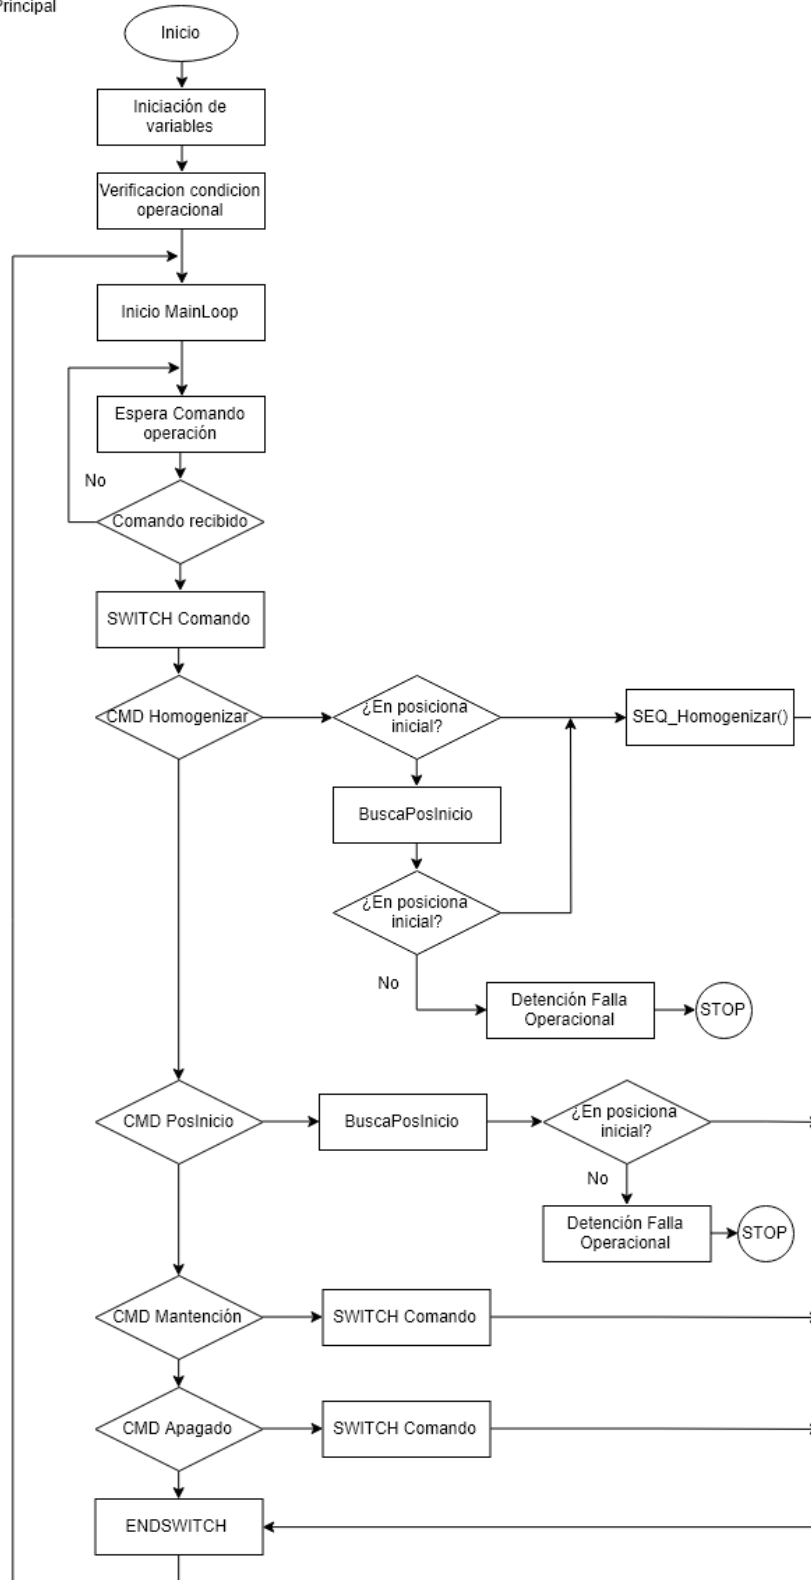 Principal
Inicio
Iniciación de
variables
Verificacion condicion
operacional
Inicio MainLoop
Espera Comando
operación
No
Comando recibido
SWITCH Comando
CMD Homogenizar
¿En posiciona
inicial?
SEQ_Homogenizar()
BuscaPosInicio
¿En posiciona
inicial?
No
Detención Falla
Operacional
STOP
CMD PosInicio
BuscaPosInicio
¿En posiciona
inicial?
No
Detención Falla
Operacional
STOP
CMD Mantención
SWITCH Comando
CMD Apagado
SWITCH Comando
ENDSWITCH